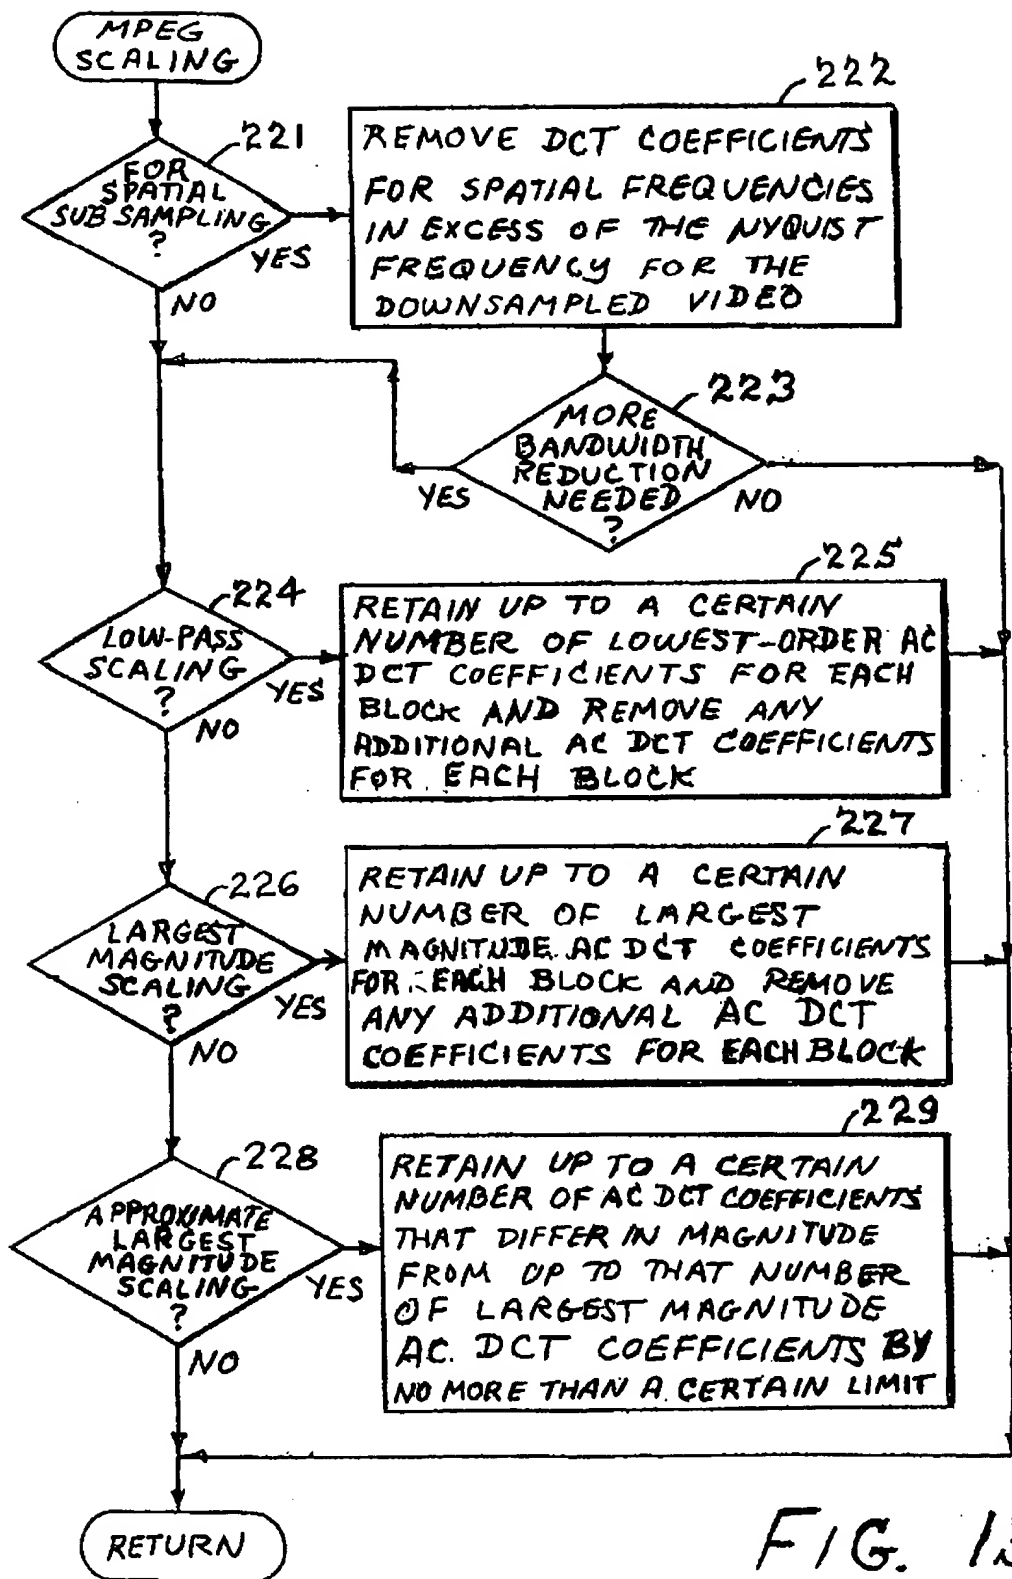 MPEG
SCALING
221
FOR
SPATIAL
SUBSAMPLING
?
YES
NO
222
REMOVE DCT COEFFICIENTS
FOR SPATIAL FREQUENCIES
IN EXCESS OF THE NYQUIST
FREQUENCY FOR THE
DOWNSAMPLED VIDEO
223
MORE
BANDWIDTH
REDUCTION
NEEDED
?
YES
NO
224
LOW-PASS
SCALING
?
YES
NO
225
RETAIN UP TO A CERTAIN
NUMBER OF LOWEST-ORDER AC
DCT COEFFICIENTS FOR EACH
BLOCK AND REMOVE ANY
ADDITIONAL AC DCT COEFFICIENTS
FOR EACH BLOCK
226
LARGEST
MAGNITUDE
SCALING
?
YES
NO
227
RETAIN UP TO A CERTAIN
NUMBER OF LARGEST
MAGNITUDE AC DCT COEFFICIENTS
FOR EACH BLOCK AND REMOVE
ANY ADDITIONAL AC DCT
COEFFICIENTS FOR EACH BLOCK
228
APPROXIMATE
LARGEST
MAGNITUDE
SCALING
?
YES
NO
229
RETAIN UP TO A CERTAIN
NUMBER OF AC DCT COEFFICIENTS
THAT DIFFER IN MAGNITUDE
FROM UP TO THAT NUMBER
OF LARGEST MAGNITUDE
AC DCT COEFFICIENTS BY
NO MORE THAN A CERTAIN LIMIT
RETURN
FIG.